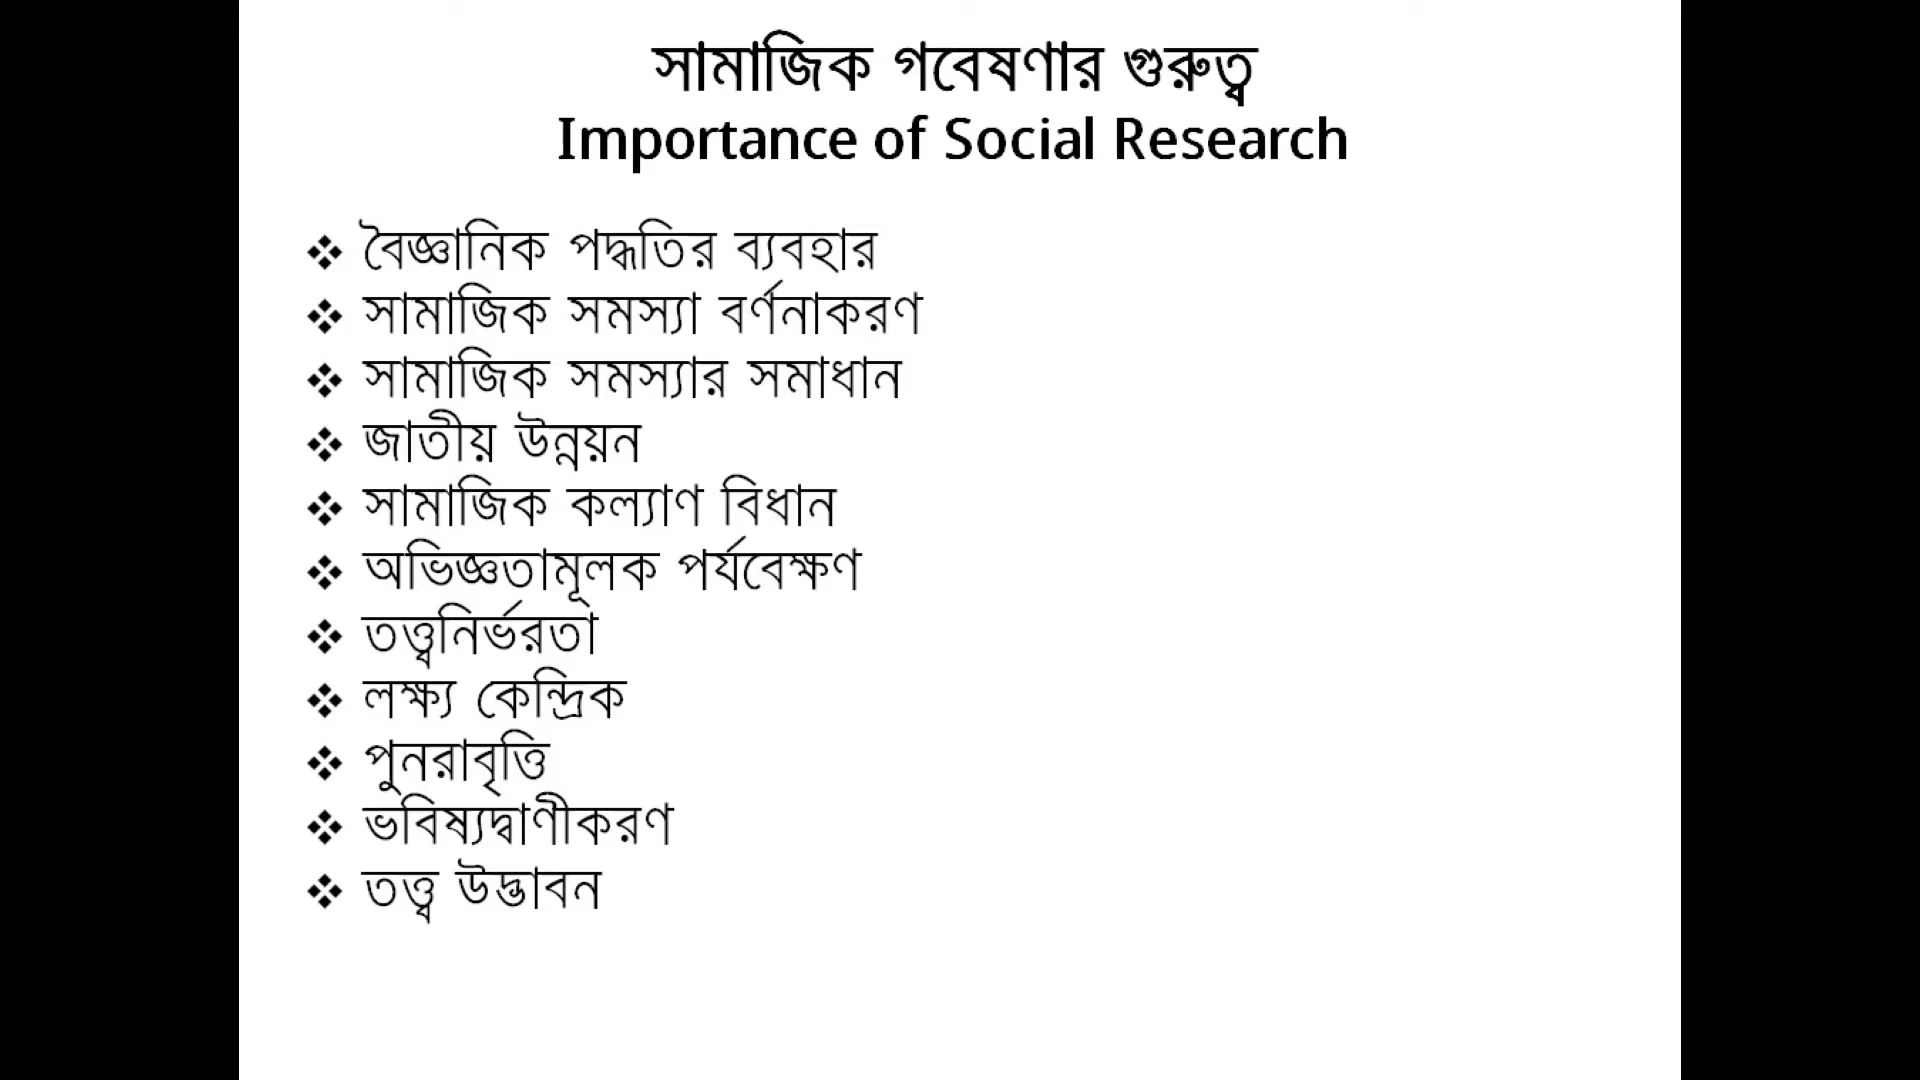 সামাজিক গবেষণার গুরুত্ব
Importance of Social Research
❖ বৈজ্ঞানিক পদ্ধতির ব্যবহার
❖ সামাজিক সমস্যা বর্ণনাকরণ
❖ সামাজিক সমস্যার সমাধান
❖ জাতীয় উন্নয়ন
❖ সামাজিক কল্যাণ বিধান
❖ অভিজ্ঞতামূলক পর্যবেক্ষণ
❖ তত্ত্বনির্ভরতা
❖ লক্ষ্য কেন্দ্রিক
❖ পুনরাবৃত্তি
❖ ভবিষ্যদ্বাণীকরণ
❖ তত্ত্ব উদ্ভাবন